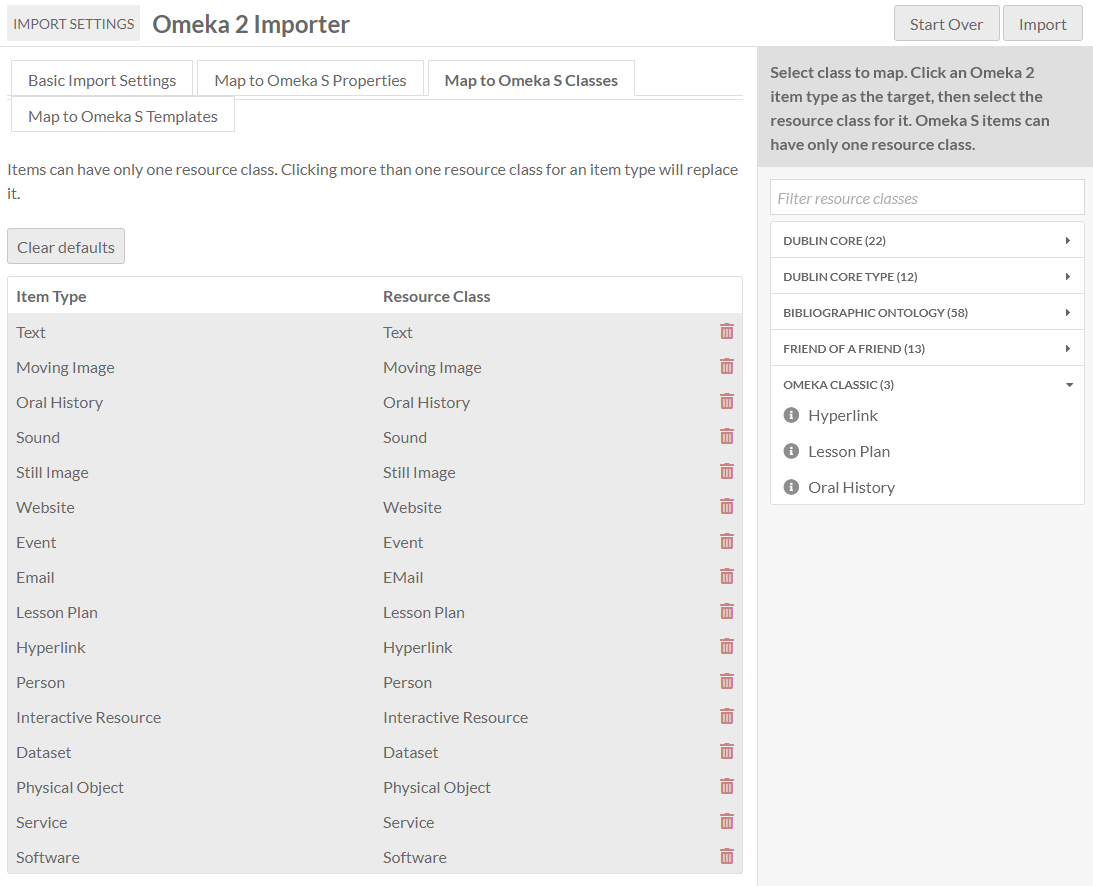 IMPORT SETTINGS Omeka 2 Importer
Start Over Import
Basic Import Settings Map to Omeka S Properties Map to Omeka S Classes
Map to Omeka S Templates
Items can have only one resource class. Clicking more than one resource class for an item type will replace
it.
Clear defaults
Item Type Resource Class
Text Text
Moving Image Moving Image
Oral History Oral History
Sound Sound
Still Image Still Image
Website Website
Event Event
Email EMail
Lesson Plan Lesson Plan
Hyperlink Hyperlink
Person Person
Interactive Resource Interactive Resource
Dataset Dataset
Physical Object Physical Object
Service Service
Software Software
Select class to map. Click an Omeka 2
item type as the target, then select the
resource class for it. Omeka S items can
have only one resource class.
Filter resource classes
DUBLIN CORE (22)
DUBLIN CORE TYPE (12)
BIBLIOGRAPHIC ONTOLOGY (58)
FRIEND OF A FRIEND (13)
OMEKA CLASSIC (3)
Hyperlink
Lesson Plan
Oral History